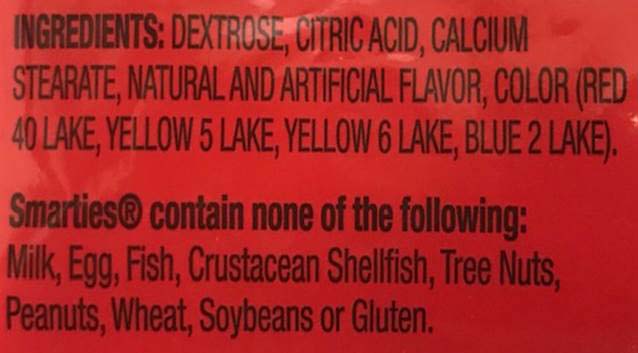 INGREDIENTS: DEXTROSE, CITRIC ACID, CALCIUM
STEARATE, NATURAL AND ARTIFICIAL FLAVOR, COLOR (RED
40 LAKE, YELLOW 5 LAKE, YELLOW 6 LAKE, BLUE 2 LAKE).
Smarties® contain none of the following:
Milk, Egg, Fish, Crustacean Shellfish, Tree Nuts,
Peanuts, Wheat, Soybeans or Gluten.